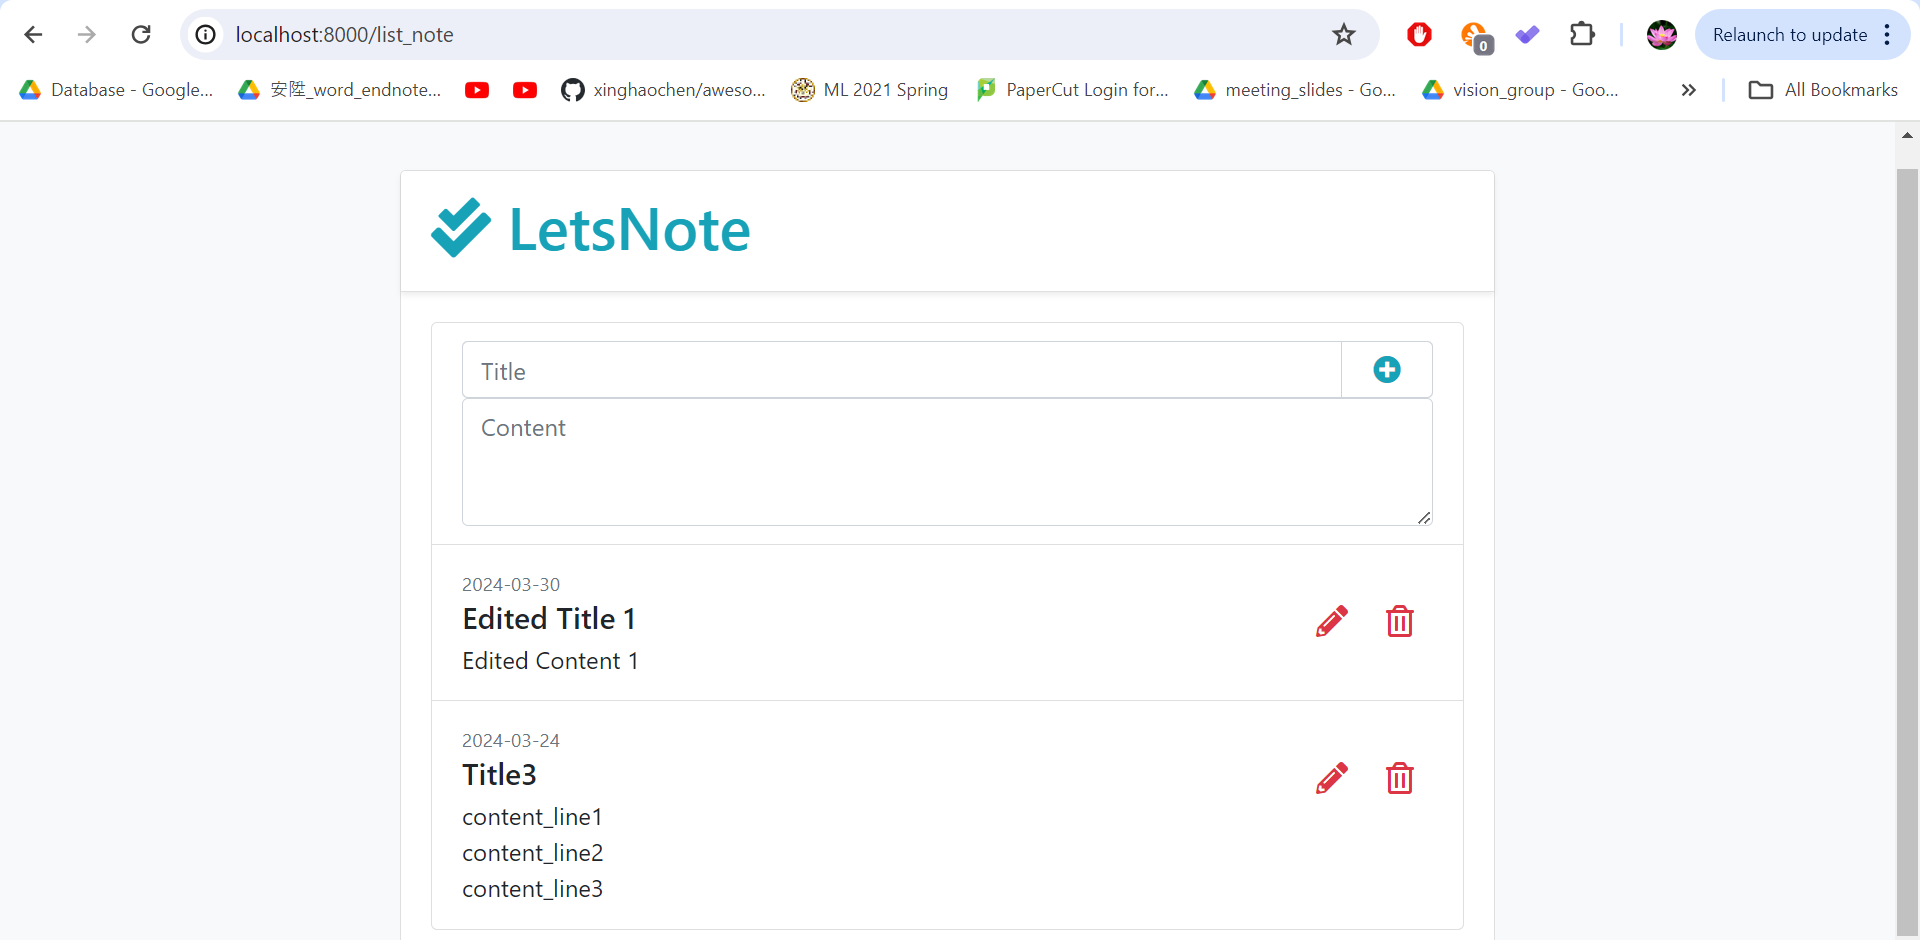 localhost:8000/list_note
0
Relaunch to update
Database - Google...
安陞_word_endnote...
xinghaochen/aweso...
ML 2021 Spring
PaperCut Login for...
meeting_slides - Go...
vision_group - Goo...
All Bookmarks
LetsNote
Title
Content
2024-03-30
Edited Title 1
Edited Content 1
2024-03-24
Title3
content_line1
content_line2
content_line3